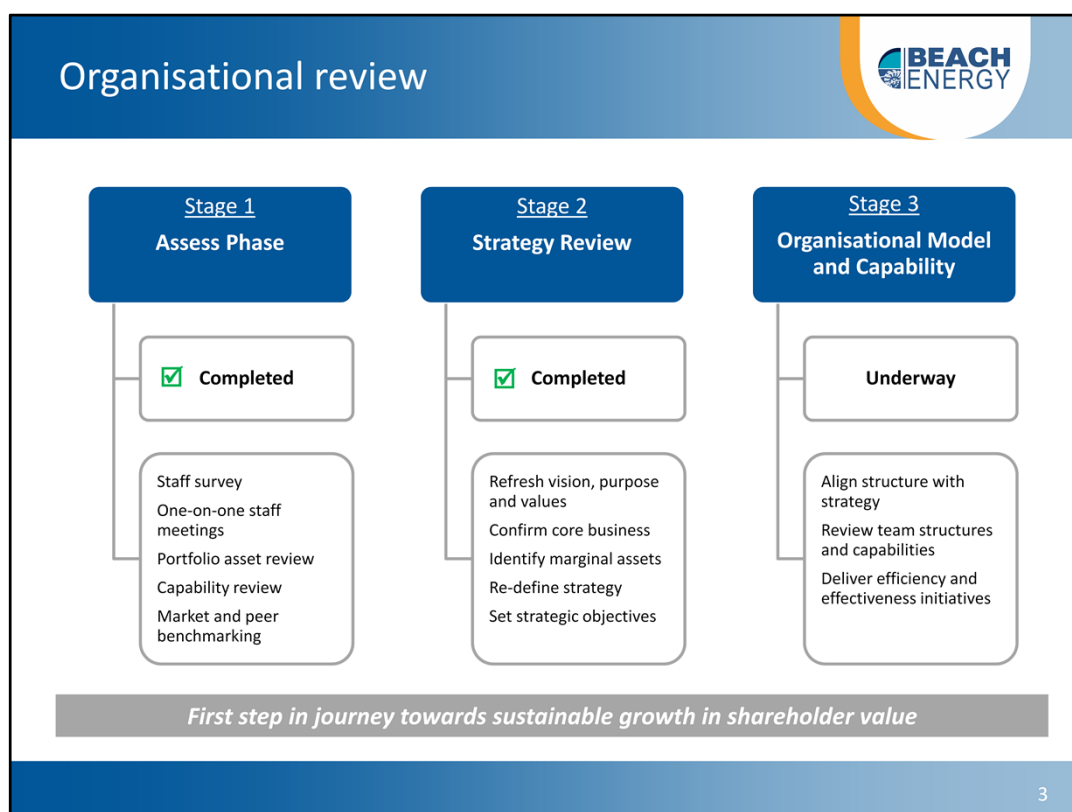 Organisational review
BEACH
ENERGY
Stage 1
Assess Phase
Completed
Staff survey
One-on-one staff
meetings
Portfolio asset review
Capability review
Market and peer
benchmarking
Stage 2
Strategy Review
Completed
Refresh vision, purpose
and values
Confirm core business
Identify marginal assets
Re-define strategy
Set strategic objectives
Stage 3
Organisational Model
and Capability
Underway
Align structure with
strategy
Review team structures
and capabilities
Deliver efficiency and
effectiveness initiatives
First step in journey towards sustainable growth in shareholder value
3